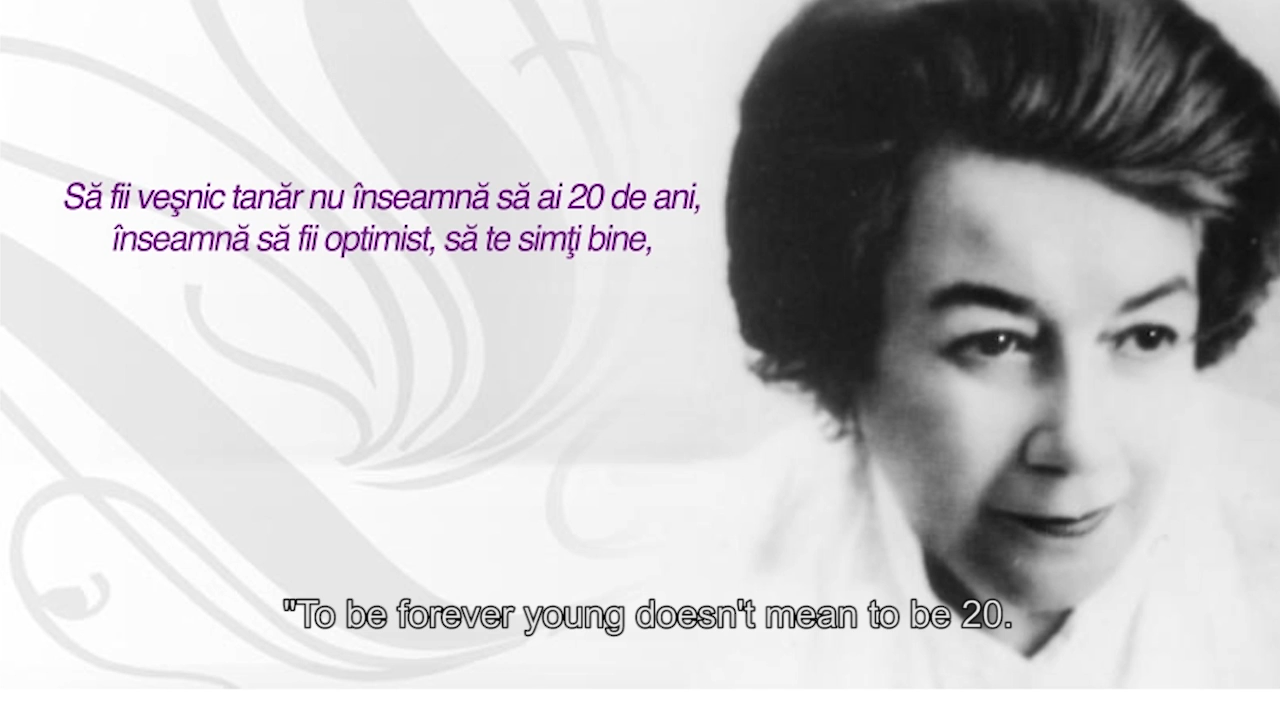 Să fii veşnic tanăr nu înseamnă să ai 20 de ani,
înseamnă să fii optimist, să te simţi bine,
"To be forever young doesn't mean to be 20.